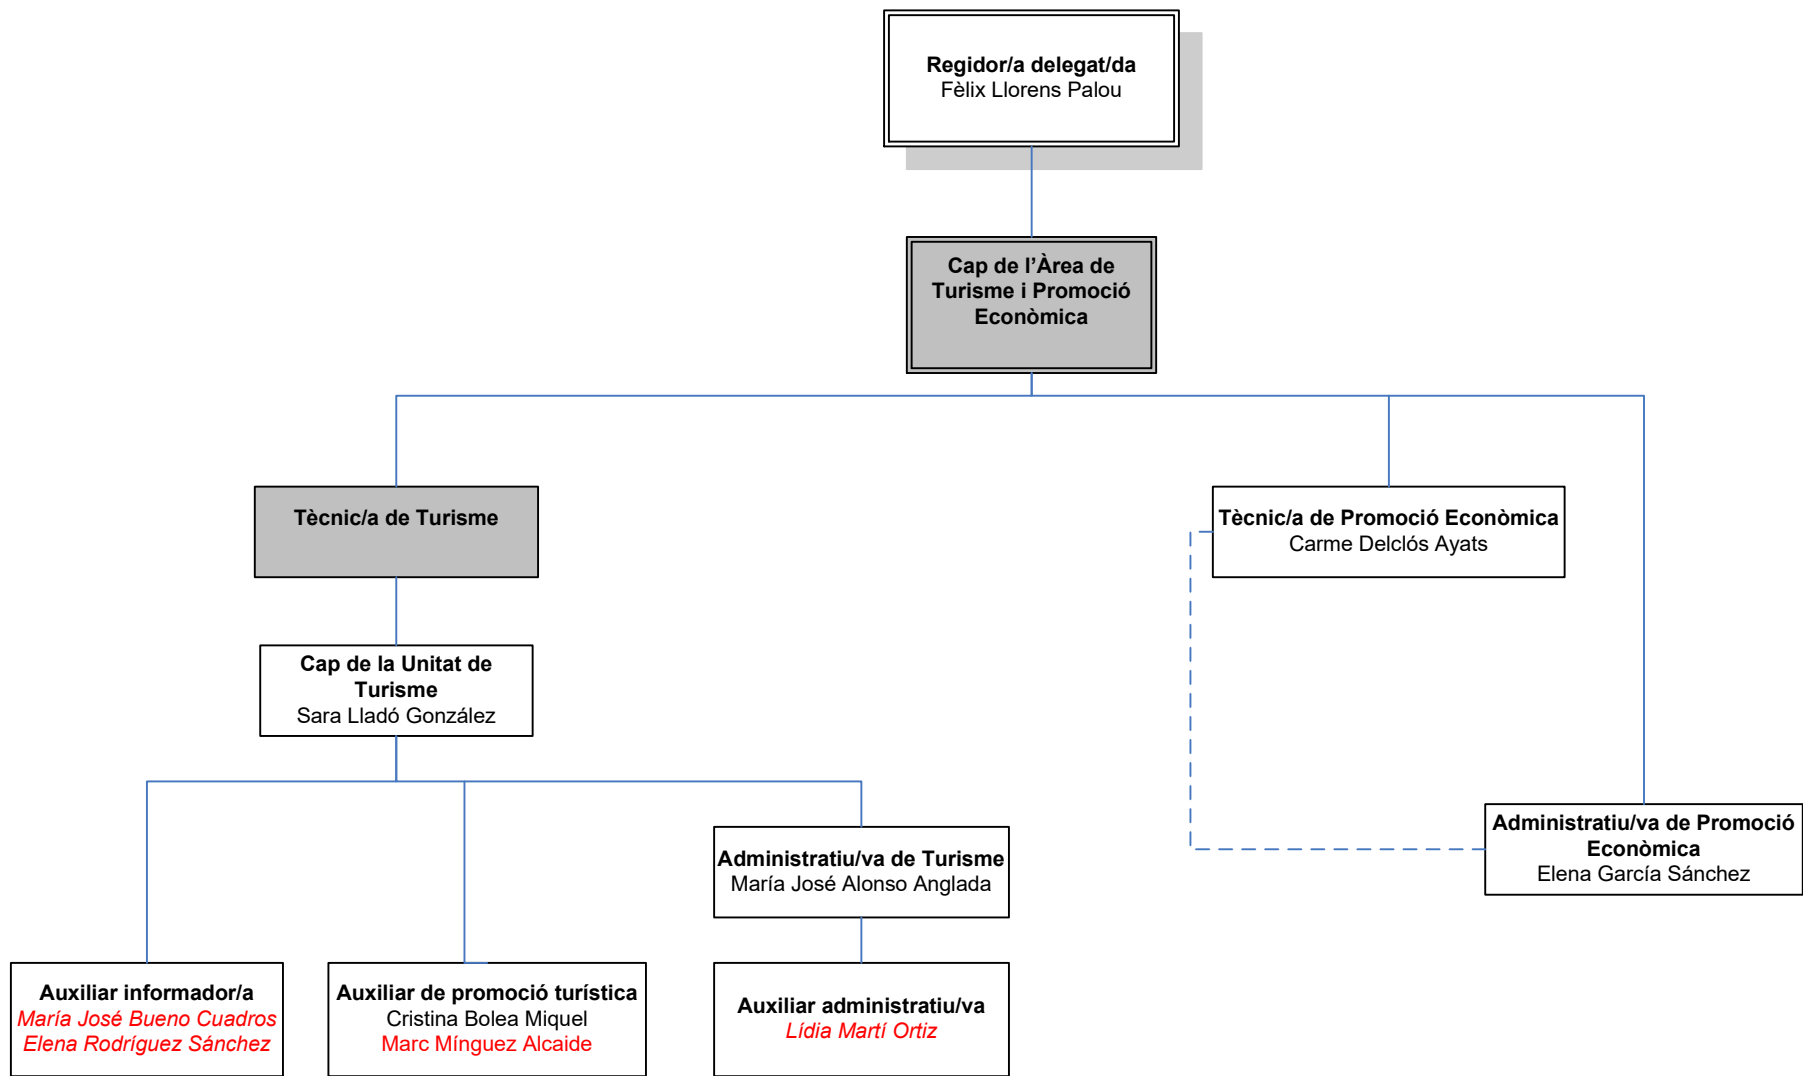 Regidor/a delegat/da
Fèlix Llorens Palou
Cap de l’Àrea de
Turisme i Promoció
Econòmica
Tècnic/a de Turisme
Tècnic/a de Promoció Econòmica
Carme Delclós Ayats
Cap de la Unitat de
Turisme
Sara Lladó González
Administratiu/va de Turisme
María José Alonso Anglada
Administratiu/va de Promoció
Econòmica
Elena García Sánchez
Auxiliar informador/a
María José Bueno Cuadros
Elena Rodríguez Sánchez
Auxiliar de promoció turística
Cristina Bolea Miquel
Marc Mínguez Alcaide
Auxiliar administratiu/va
Lídia Martí Ortiz